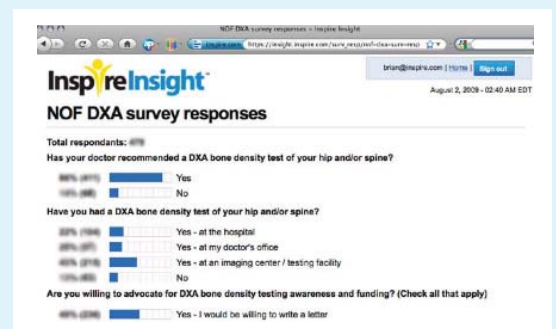 NOF DXA survey responses - Inspire Insight
InspireInsight
brian@inspire.com | Home | Sign out
August 2, 2009 - 02:40 AM EDT
NOF DXA survey responses
Total respondants:
Has your doctor recommended a DXA bone density test of your hip and/or spine?
Yes
No
Have you had a DXA bone density test of your hip and/or spine?
Yes - at the hospital
Yes - at my doctor's office
Yes - at an imaging center / testing facility
No
Are you willing to advocate for DXA bone density testing awareness and funding? (Check all that apply)
Yes - I would be willing to write a letter